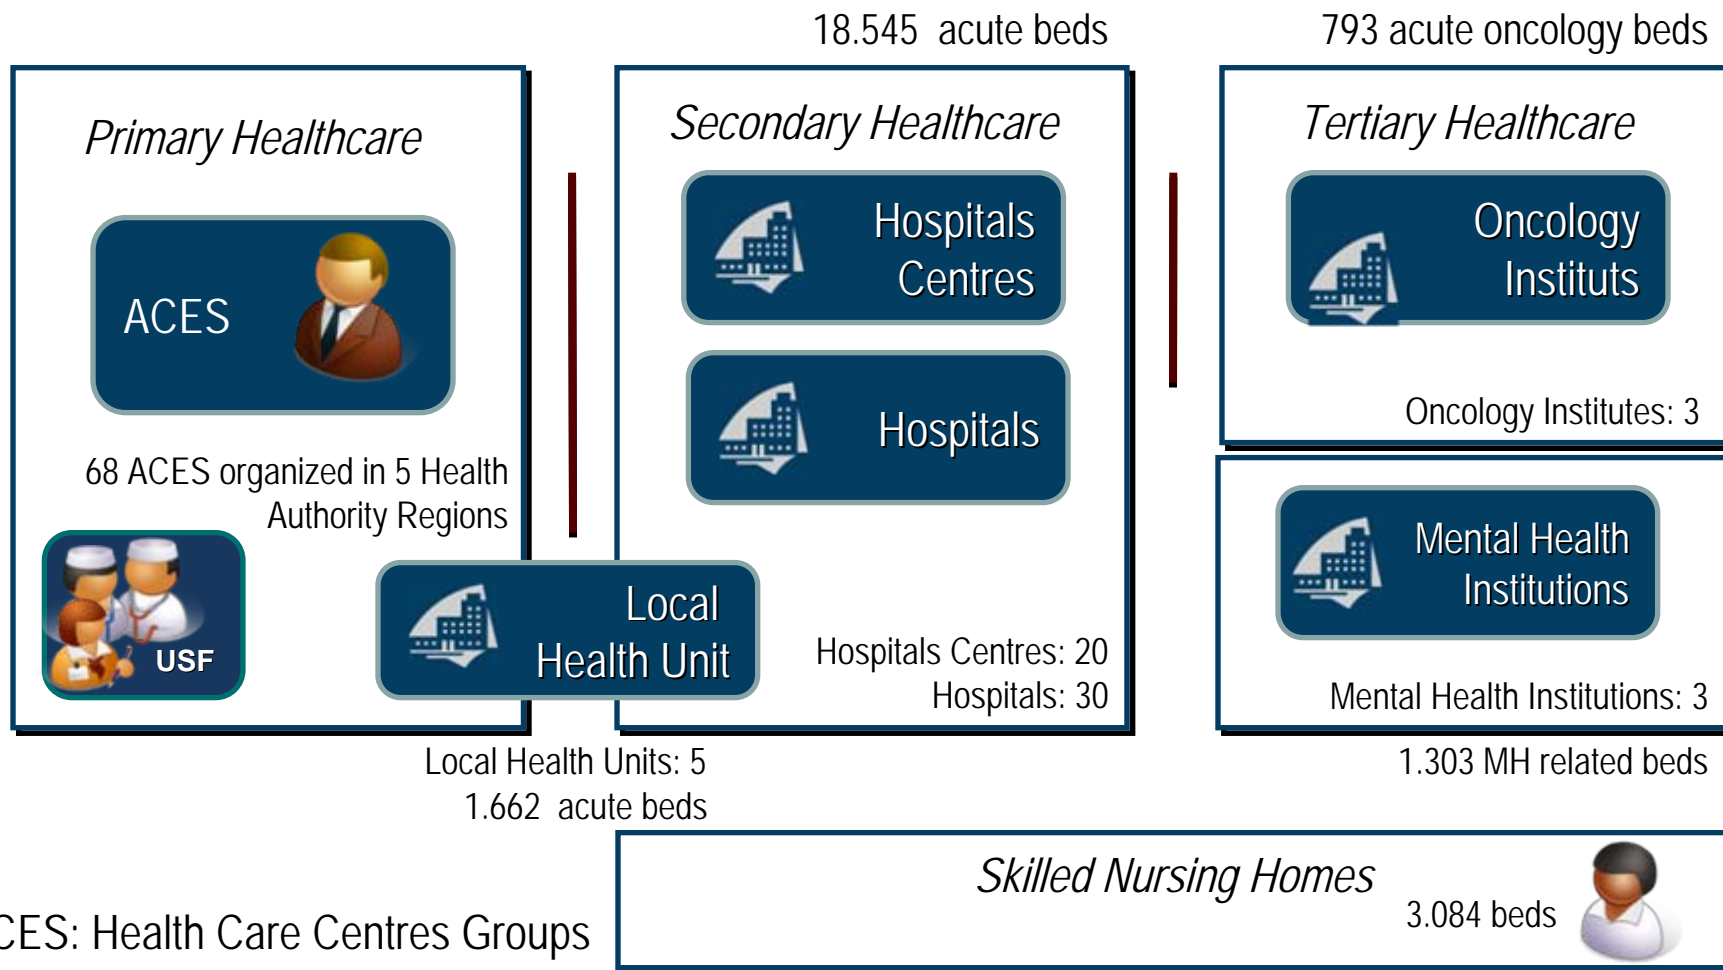 18.545 acute beds
793 acute oncology beds
Primary Healthcare
ACES
68 ACES organized in 5 Health
Authority Regions
USF
Local
Health Unit
Local Health Units: 5
1.662 acute beds
Secondary Healthcare
Hospitals
Centres
Hospitals
Hospitals Centres: 20
Hospitals: 30
Tertiary Healthcare
Oncology
Instituts
Oncology Institutes: 3
Mental Health
Institutions
Mental Health Institutions: 3
1.303 MH related beds
Skilled Nursing Homes
3.084 beds
CES: Health Care Centres Groups